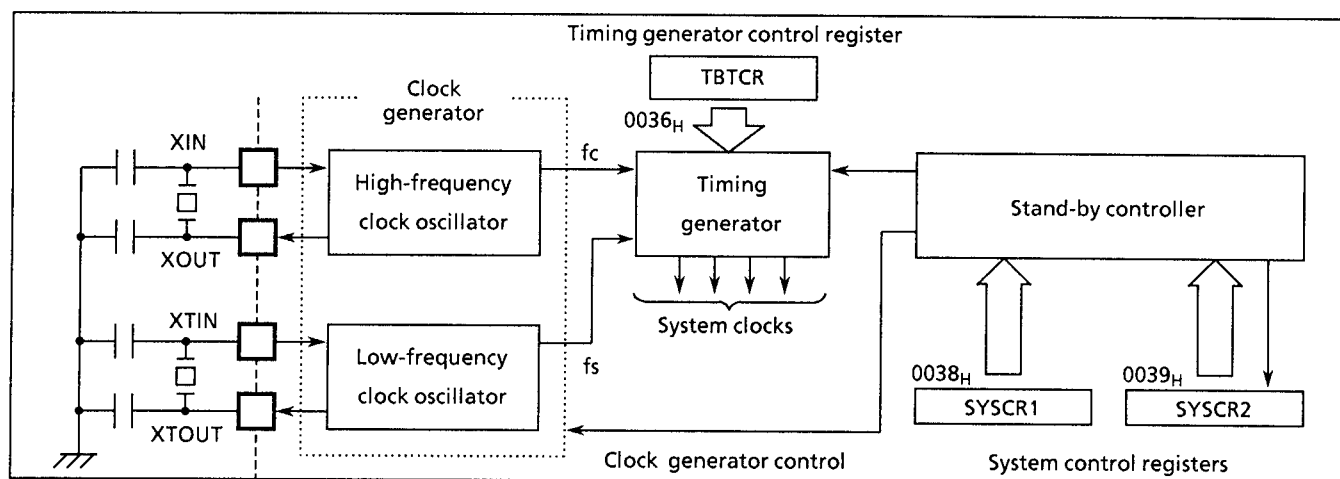 Timing generator control register
TBTCR
0036H
Clock
generator
XIN
XOUT
High-frequency
clock oscillator
fc
Timing
generator
Stand-by controller
System clocks
XTIN
XTOUT
Low-frequency
clock oscillator
fs
0038H
SYSCR1
0039H
SYSCR2
Clock generator control
System control registers